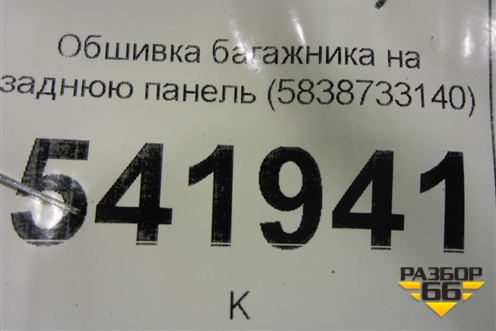 Обшивка багажника на
заднюю панель (5838733140)
541941
К
РАЗБОР
66